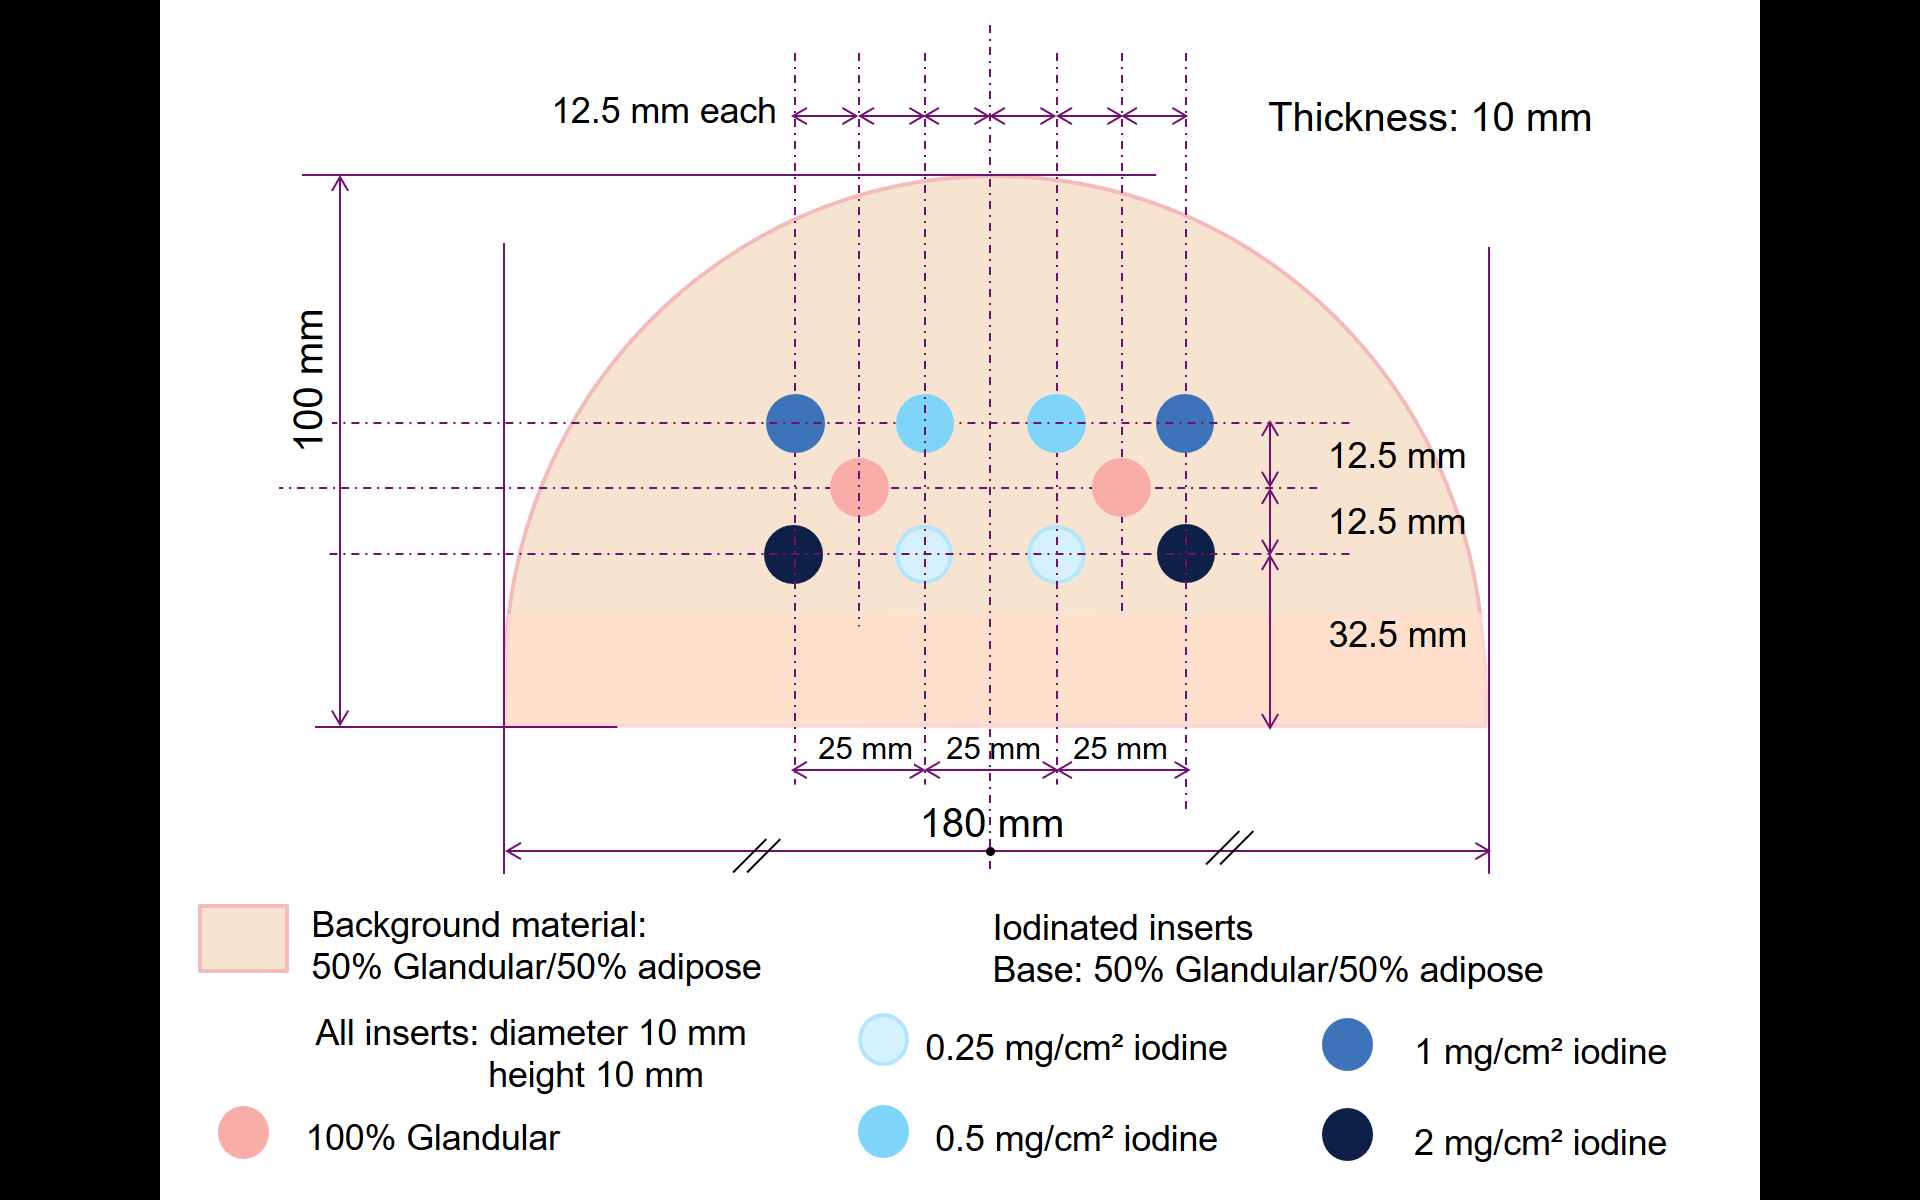 12.5 mm each
Thickness: 10 mm
100 mm
12.5 mm
12.5 mm
32.5 mm
25 mm
25 mm
25 mm
180 mm
Background material:
50% Glandular/50% adipose
All inserts: diameter 10 mm
height 10 mm
100% Glandular
Iodinated inserts
Base: 50% Glandular/50% adipose
0.25 mg/cm² iodine
1 mg/cm² iodine
0.5 mg/cm² iodine
2 mg/cm² iodine